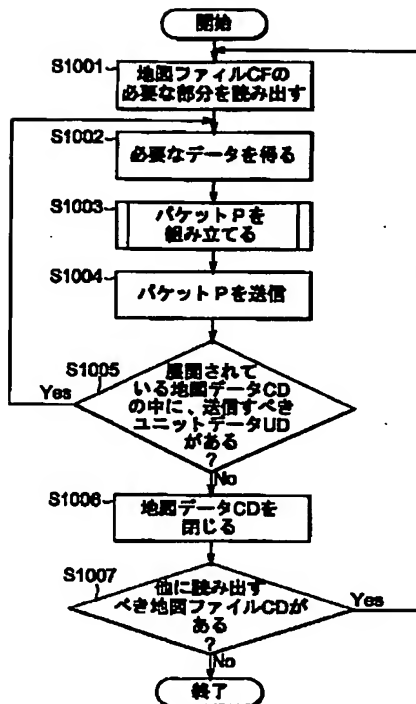 開始
S1001
地図ファイルCFの
必要な部分を読み出す
S1002
必要なデータを得る
S1003
パケットPを
組み立てる
S1004
パケットPを送信
S1005
展開されて
いる地図データCD
の中に、送信すべき
ユニットデータUD
がある
?
Yes
No
S1006
地図データCDを
閉じる
S1007
他に読み出す
べき地図ファイルCDが
ある
?
Yes
No
終了